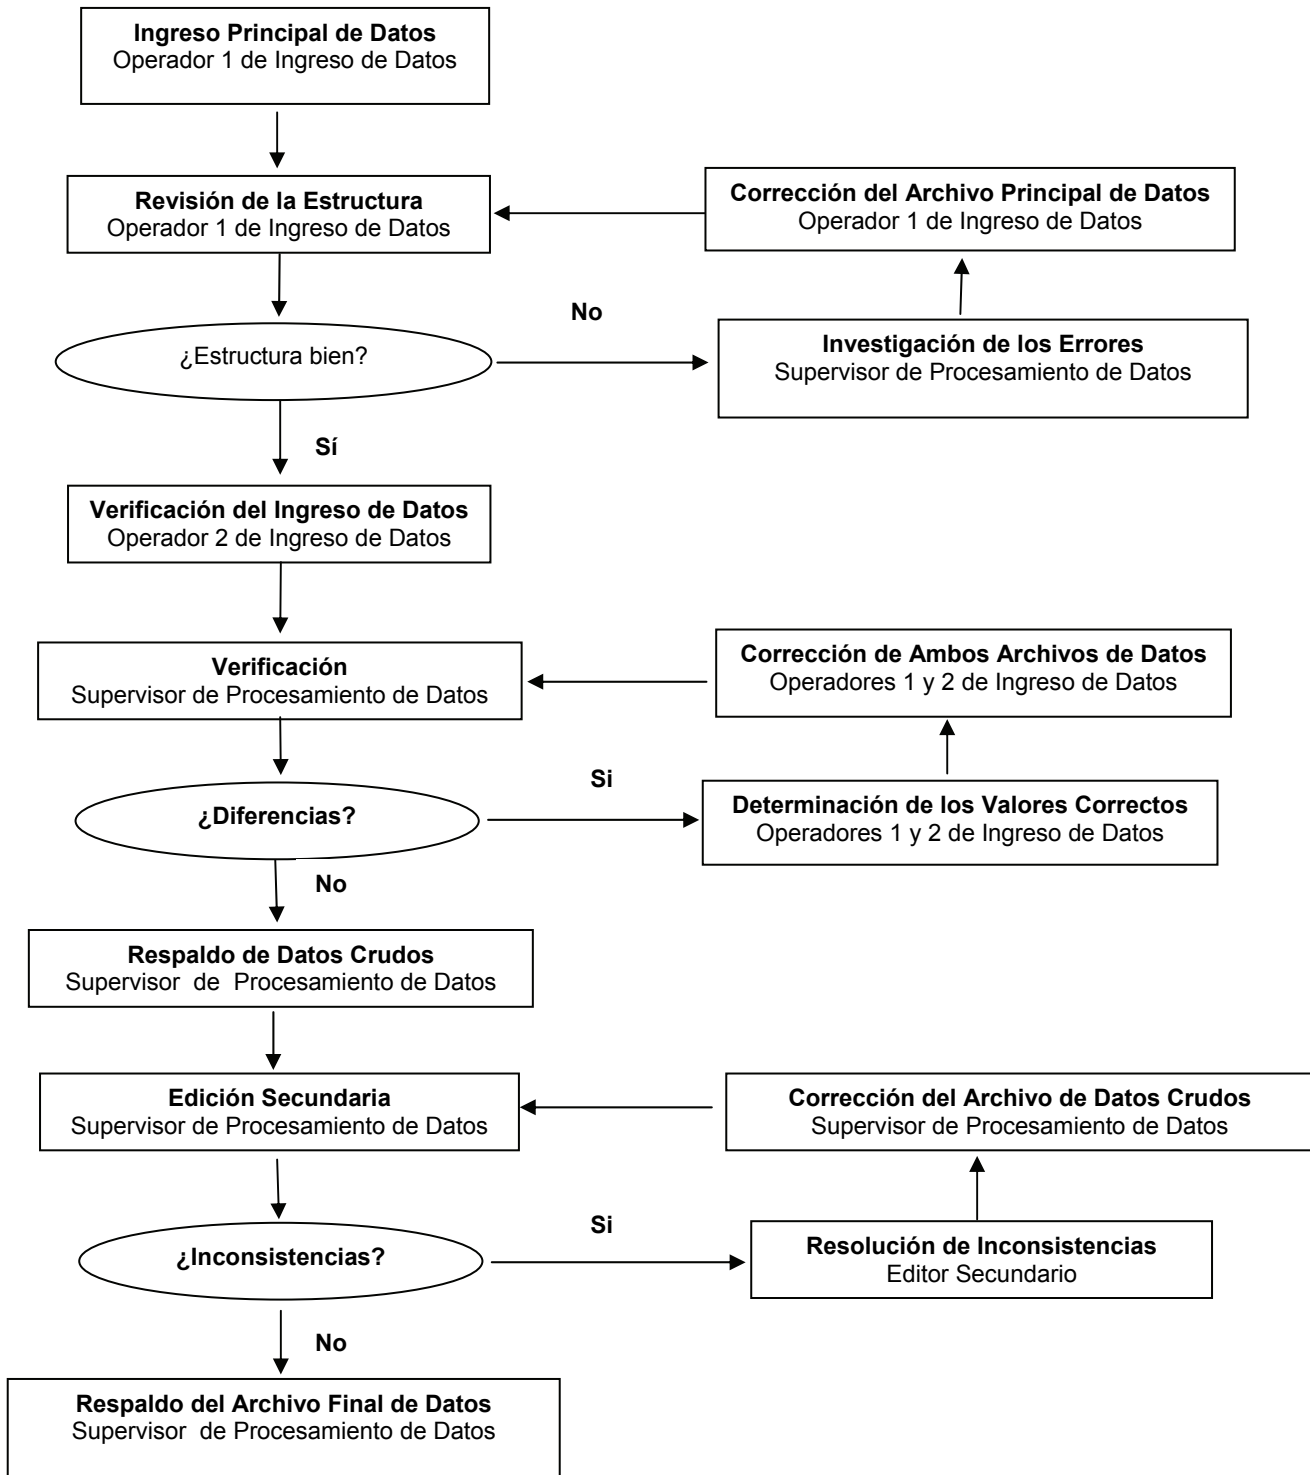 Ingreso Principal de Datos
Operador 1 de Ingreso de Datos
Revisión de la Estructura
Operador 1 de Ingreso de Datos
Corrección del Archivo Principal de Datos
Operador 1 de Ingreso de Datos
No
¿Estructura bien?
Investigación de los Errores
Supervisor de Procesamiento de Datos
Sí
Verificación del Ingreso de Datos
Operador 2 de Ingreso de Datos
Verificación
Supervisor de Procesamiento de Datos
Corrección de Ambos Archivos de Datos
Operadores 1 y 2 de Ingreso de Datos
Si
¿Diferencias?
Determinación de los Valores Correctos
Operadores 1 y 2 de Ingreso de Datos
No
Respaldo de Datos Crudos
Supervisor de Procesamiento de Datos
Edición Secundaria
Supervisor de Procesamiento de Datos
Corrección del Archivo de Datos Crudos
Supervisor de Procesamiento de Datos
Si
¿Inconsistencias?
Resolución de Inconsistencias
Editor Secundario
No
Respaldo del Archivo Final de Datos
Supervisor de Procesamiento de Datos